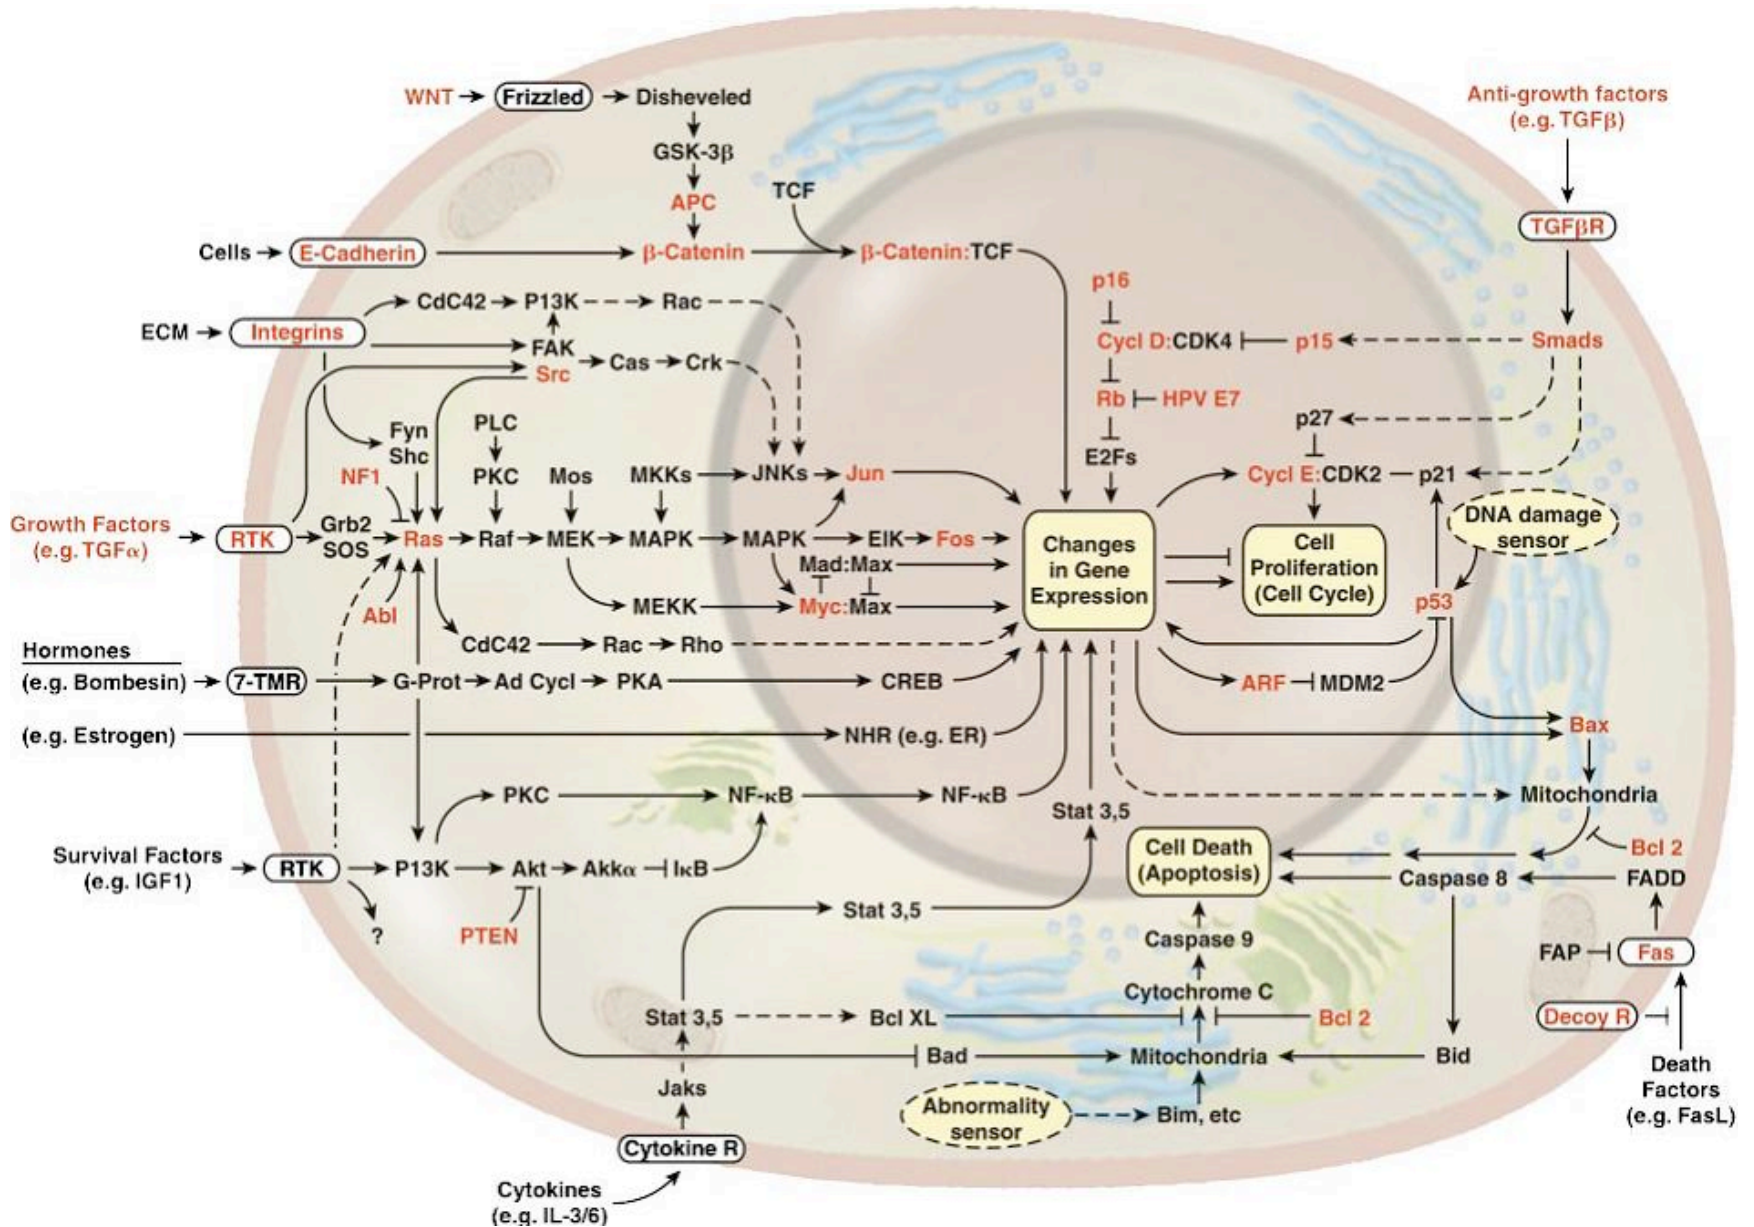 WNT
Frizzled
Disheveled
GSK-3β
APC
TCF
Cells
E-Cadherin
β-Catenin
β-Catenin:TCF
Anti-growth factors
(e.g. TGFβ)
TGFβR
Smads
ECM
Integrins
CdC42
P13K
Rac
FAK
Src
Cas
Crk
p16
Cycl D:CDK4
p15
Rb
HPV E7
E2Fs
p27
Cycl E:CDK2
p21
DNA damage
sensor
Fyn
Shc
NF1
PLC
PKC
Mos
MKKs
JNKs
Jun
Growth Factors
(e.g. TGFα)
RTK
Grb2
SOS
Ras
Raf
MEK
MAPK
MAPK
ElK
Fos
Mad:Max
Myc:Max
MEKK
Abl
CdC42
Rac
Rho
Changes
in Gene
Expression
Cell
Proliferation
(Cell Cycle)
p53
Hormones
(e.g. Bombesin)
7-TMR
G-Prot
Ad Cycl
PKA
CREB
ARF
MDM2
Bax
(e.g. Estrogen)
NHR (e.g. ER)
PKC
NF-κB
NF-κB
Stat 3,5
Mitochondria
Survival Factors
(e.g. IGF1)
RTK
P13K
Akt
Akkα
IκB
?
PTEN
Stat 3,5
Cell Death
(Apoptosis)
Bcl 2
Caspase 8
FADD
Caspase 9
FAP
Fas
Cytochrome C
Stat 3,5
Bcl XL
Bcl 2
Decoy R
Bad
Mitochondria
Bid
Death
Factors
(e.g. FasL)
Jaks
Abnormality
sensor
Bim, etc
Cytokine R
Cytokines
(e.g. IL-3/6)